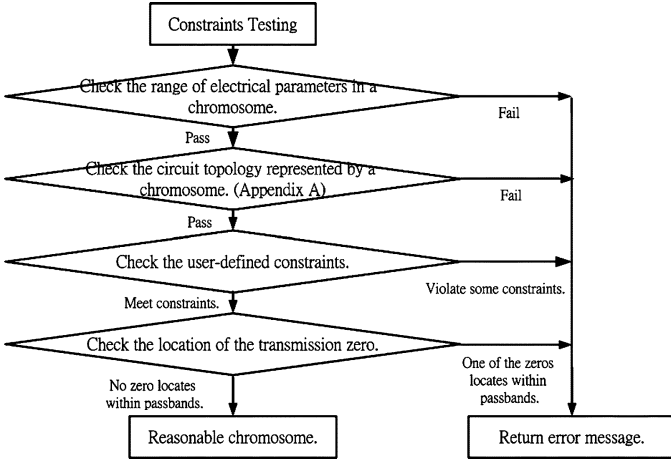 Constraints Testing
Check the range of electrical parameters in a
chromosome.
Fail
Pass
Check the circuit topology represented by a
chromosome. (Appendix A)
Fail
Pass
Check the user-defined constraints.
Violate some constraints.
Meet constraints.
Check the location of the transmission zero.
One of the zeros
locates within
passbands.
No zero locates
within passbands.
Reasonable chromosome.
Return error message.